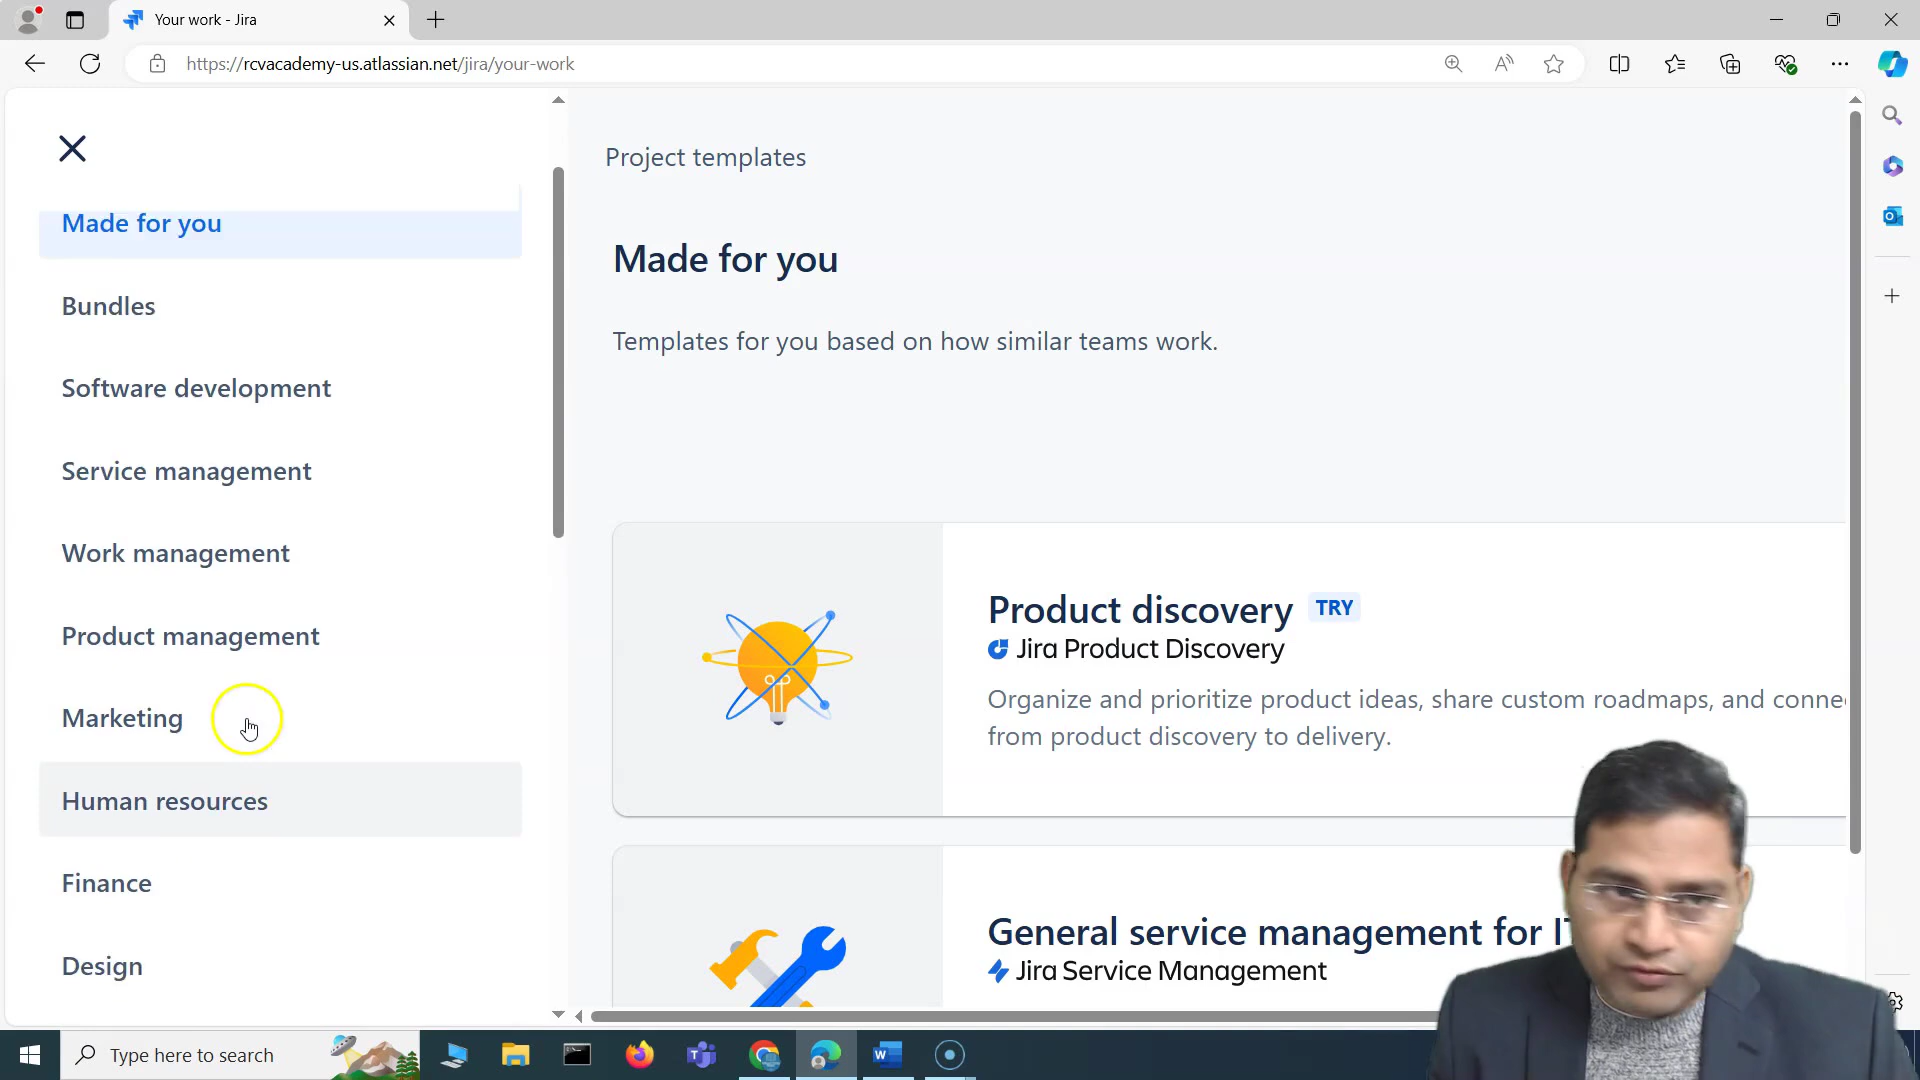 Your work - Jira
https://rcvacademy-us.atlassian.net/jira/your-work
Made for you
Bundles
Software development
Service management
Work management
Product management
Marketing
Human resources
Finance
Design
Project templates
Made for you
Templates for you based on how similar teams work.
Product discovery TRY
Jira Product Discovery
Organize and prioritize product ideas, share custom roadmaps, and
from product discovery to delivery.
General service management for
Jira Service Management
Type here to search